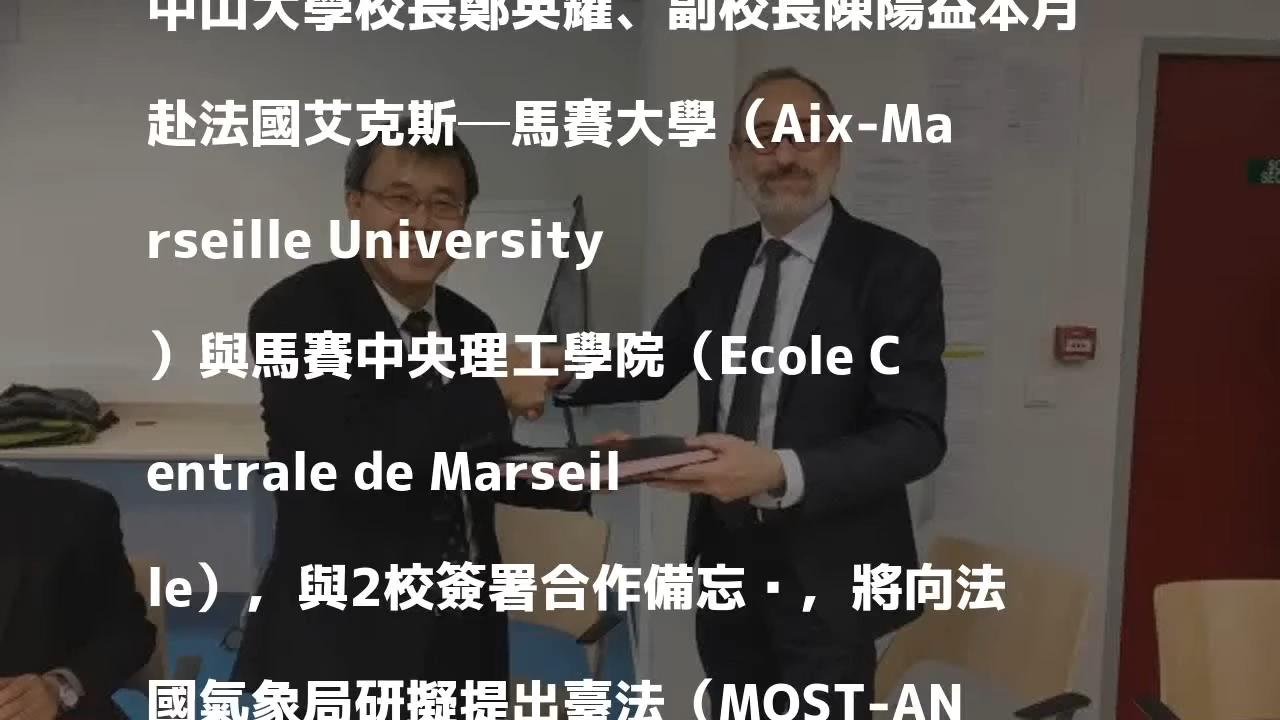 中山大學校長鄭英耀、副校長陳陽益本月
赴法國艾克斯─馬賽大學（Aix-Ma
rseille University
）與馬賽中央理工學院（Ecole C
entrale de Marseil
le），與2校簽署合作備忘·，將向法
國氣象局研擬提出臺法（MOST-AN